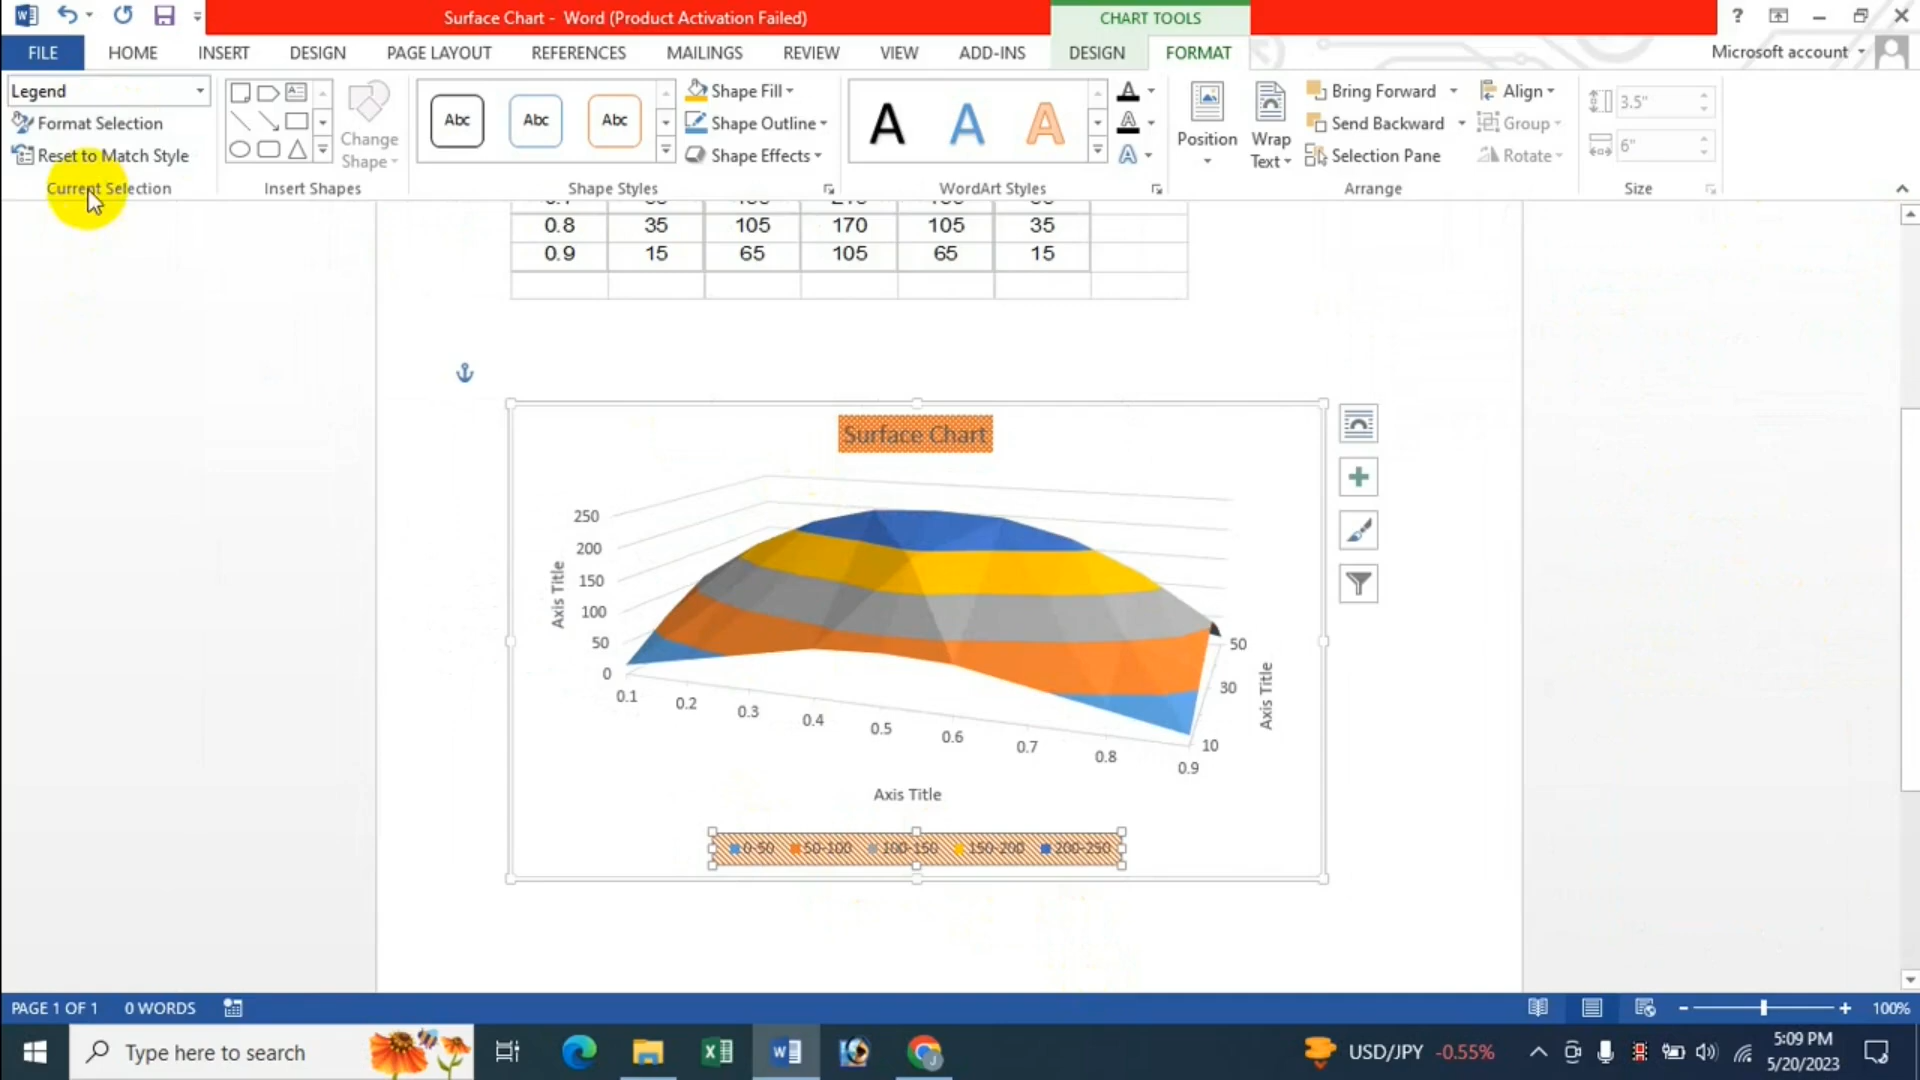 Surface Chart - Word (Product Activation Failed)
CHART TOOLS
?
FILE HOME INSERT DESIGN PAGE LAYOUT REFERENCES MAILINGS REVIEW VIEW ADD-INS DESIGN FORMAT
Microsoft account
Legend
Format Selection
Reset to Match Style
Current Selection
Change
Shape
Insert Shapes
Abc Abc Abc
Shape Fill
Shape Outline
Shape Effects
Shape Styles
A A A
WordArt Styles
Position
Wrap
Text
Bring Forward
Send Backward
Selection Pane
Align
Group
Rotate
Arrange
3.5"
6"
Size
0.8 35 105 170 105 35
0.9 15 65 105 65 15
Surface Chart
250
200
150
100
50
0
Axis Title
0.1 0.2 0.3 0.4 0.5 0.6 0.7 0.8 0.9
50
30
10
Axis Title
Axis Title
0-50 50-100 100-150 150-200 200-250
PAGE 1 OF 1 0 WORDS
100%
Type here to search
USD/JPY -0.55%
5:09 PM
5/20/2023